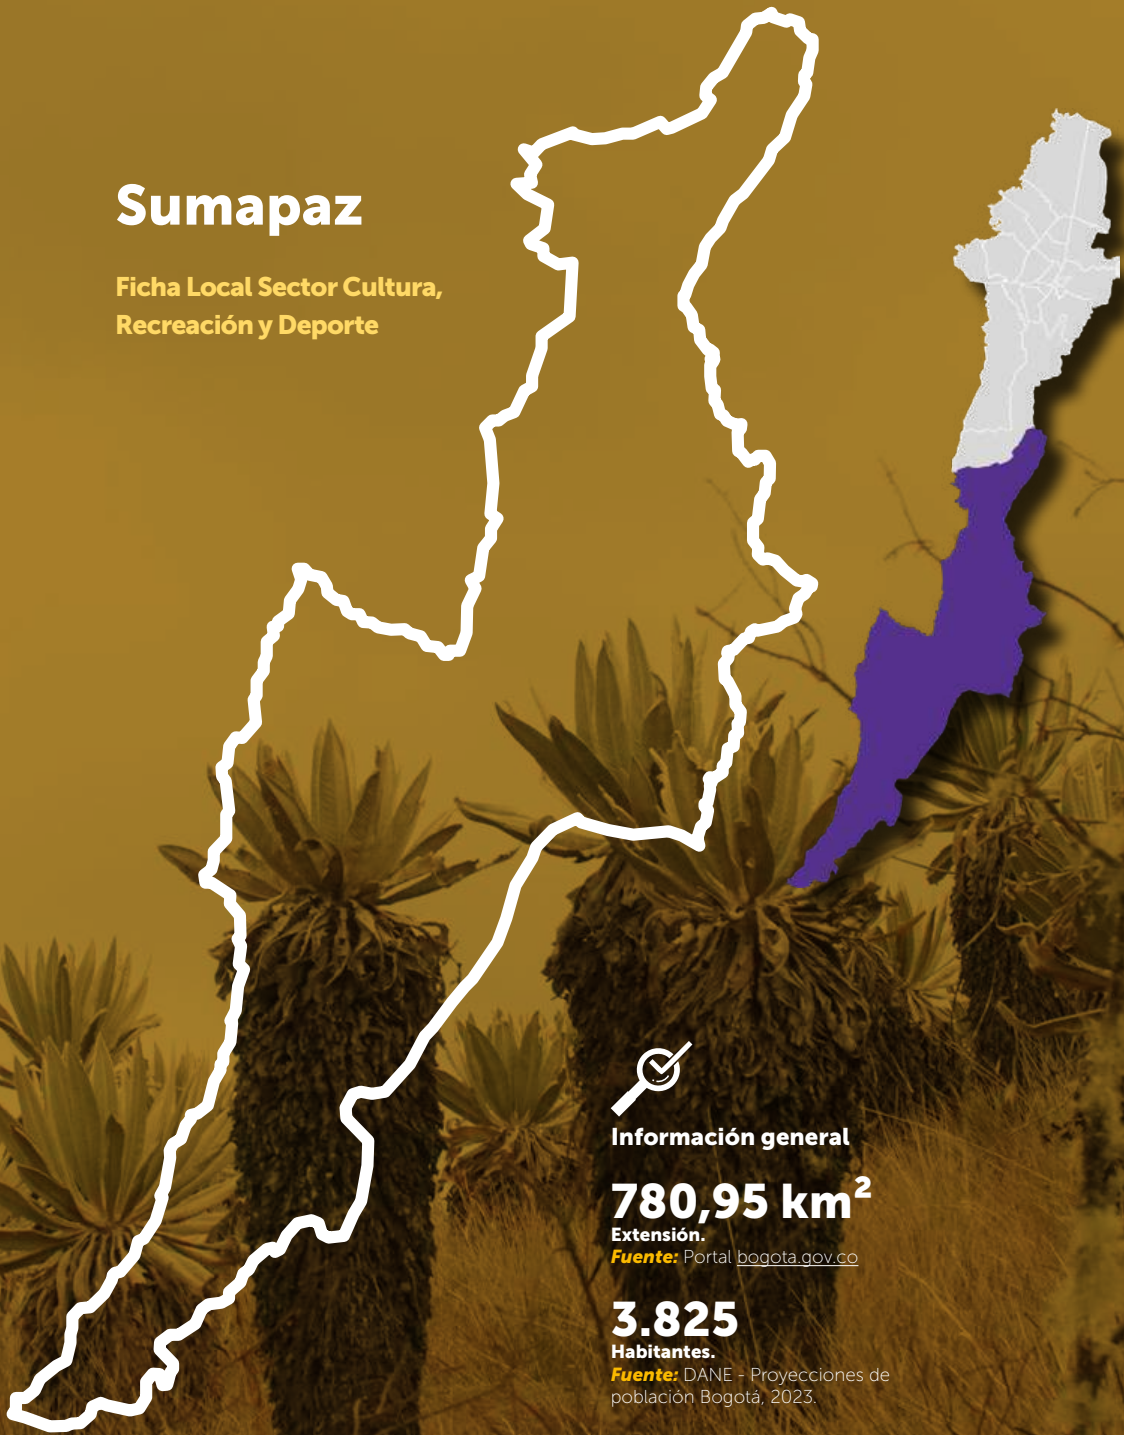 Sumapaz
Ficha Local Sector Cultura,
Recreación y Deporte
Información general
780,95 km²
Extensión.
Fuente: Portal bogota.gov.co
3.825
Habitantes.
Fuente: DANE - Proyecciones de
población Bogotá, 2023.